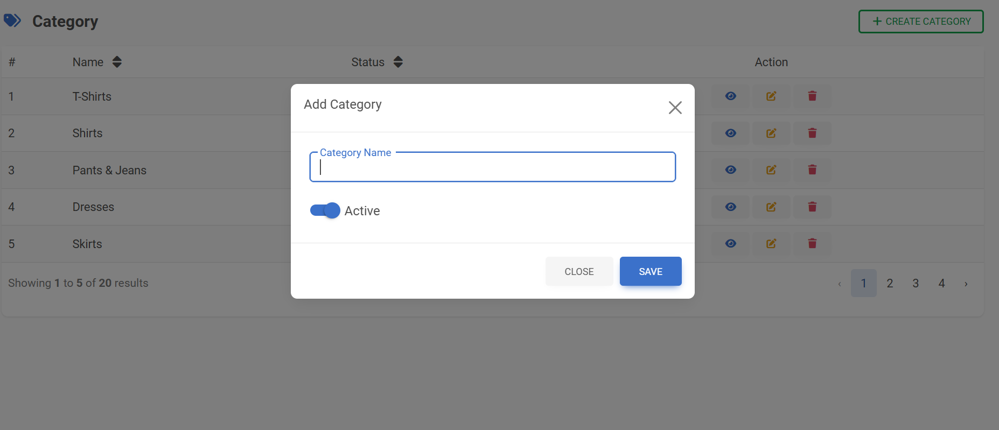 Category
CREATE CATEGORY
# Name Status Action
1 T-Shirts
2 Shirts
3 Pants & Jeans
4 Dresses
5 Skirts
Showing 1 to 5 of 20 results
‹ 1 2 3 4 ›
Add Category
Category Name
Active
CLOSE SAVE